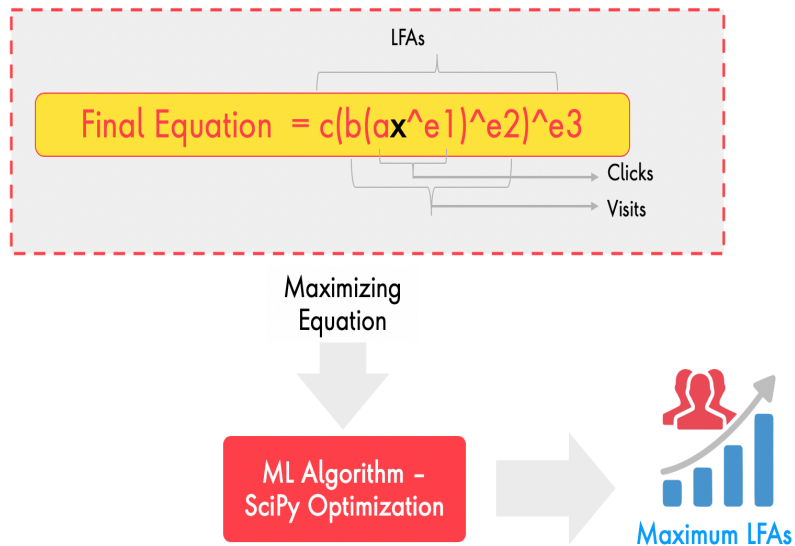 LFAs
Final Equation = c(b(ax^e1)^e2)^e3
Clicks
Visits
Maximizing
Equation
ML Algorithm –
SciPy Optimization
Maximum LFAs